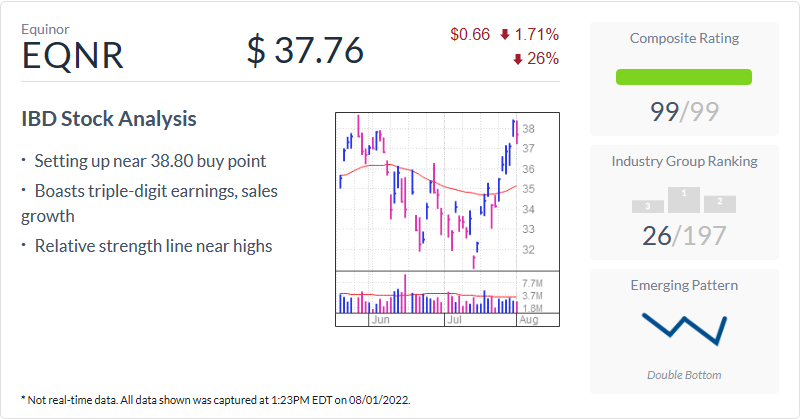 Equinor
EQNR
$ 37.76
$0.66 1.71%
26%
IBD Stock Analysis
· Setting up near 38.80 buy point
· Boasts triple-digit earnings, sales
growth
· Relative strength line near highs
38
37
36
35
34
33
32
7.7M
3.7M
1.8M
Jun
Jul
Aug
Composite Rating
99/99
Industry Group Ranking
3
1
2
26/197
Emerging Pattern
Double Bottom
* Not real-time data. All data shown was captured at 1:23PM EDT on 08/01/2022.